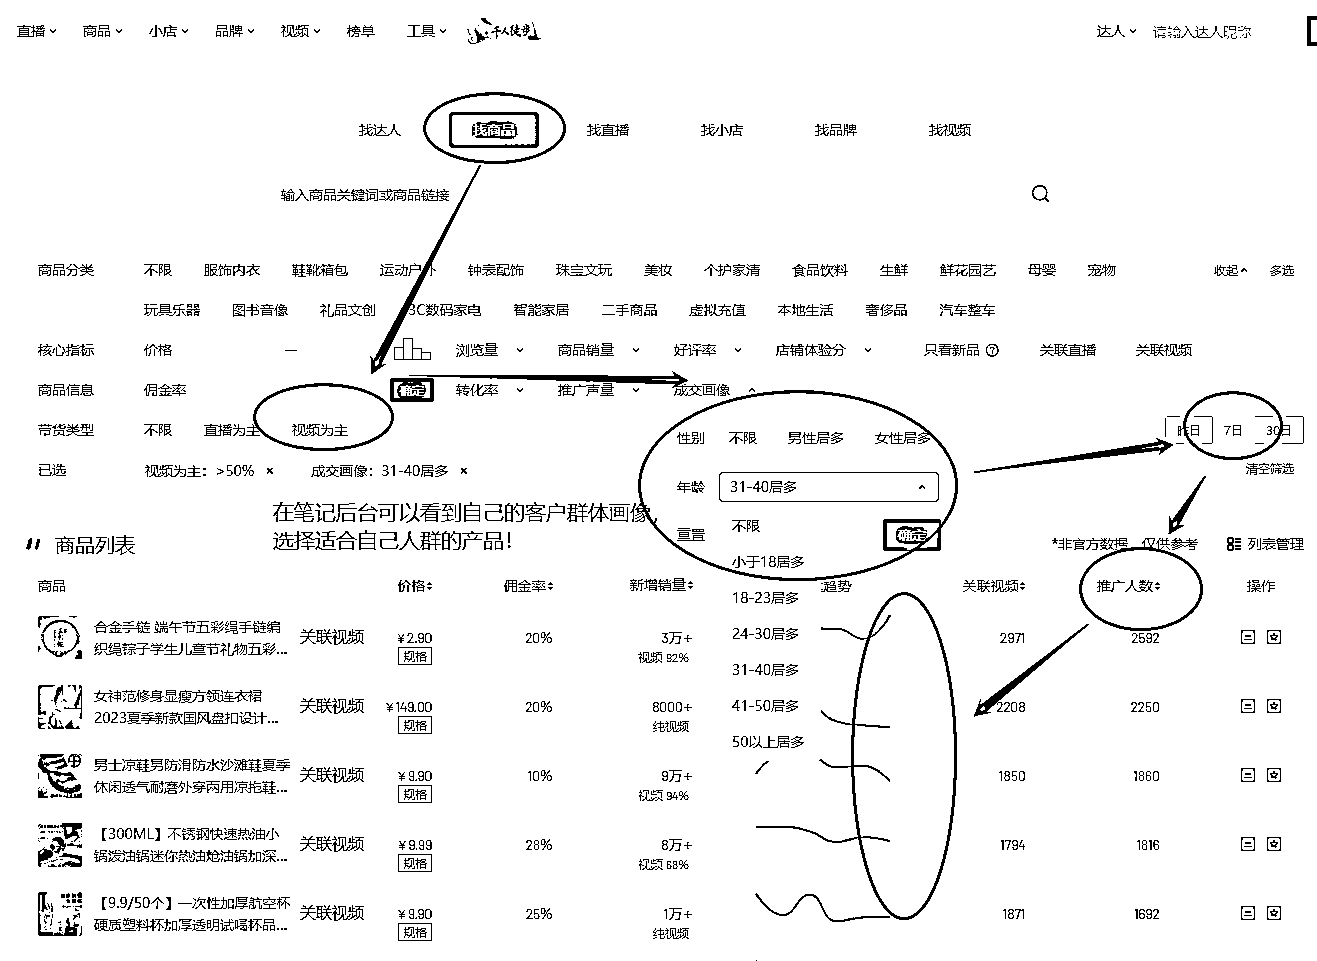 直播 商品 小店 品牌 视频 榜单 工具 千人徒步 达人 请输入达人昵称
找达人 找商品 找直播 找小店 找品牌 找视频
输入商品关键词或商品链接
商品分类 不限 服饰内衣 鞋靴箱包 运动户外 钟表配饰 珠宝文玩 美妆 个护家清 食品饮料 生鲜 鲜花园艺 母婴 宠物 收起 多选
玩具乐器 图书音像 礼品文创 3C数码家电 智能家居 二手商品 虚拟充值 本地生活 奢侈品 汽车整车
核心指标 价格 — 浏览量 商品销量 好评率 店铺体验分 只看新品 关联直播 关联视频
商品信息 佣金率 确定 转化率 推广声量 成交画像
带货类型 不限 直播为主 视频为主 昨日 7日 30日
性别 不限 男性居多 女性居多
已选 视频为主：>50% × 成交画像：31-40居多 × 清空筛选
年龄 31-40居多
在笔记后台可以看到自己的客户群体画像，
选择适合自己人群的产品！
重置 确定
不限
小于18居多
18-23居多
24-30居多
31-40居多
41-50居多
50以上居多
商品列表 *非官方数据，仅供参考 列表管理
商品 价格 佣金率 新增销量 趋势 关联视频 推广人数 操作
合金手链 端午节五彩绳手链编
织绳粽子学生儿童节礼物五彩...
关联视频 ¥2.90 20% 3万+ 2971 2592
规格 视频 92%
女神范修身显瘦方领连衣裙
2023夏季新款国风盘扣设计...
关联视频 ¥149.00 20% 8000+ 2208 2250
规格 纯视频
男士凉鞋男防滑防水沙滩鞋夏季
休闲透气耐磨外穿两用凉拖鞋...
关联视频 ¥9.90 10% 9万+ 1850 1860
规格 视频 94%
【300ML】不锈钢快速热油小
锅泼油锅迷你热油炝油锅加深...
关联视频 ¥9.99 28% 8万+ 1794 1816
规格 视频 68%
【9.9/50个】一次性加厚航空杯
硬质塑料杯加厚透明试喝杯品...
关联视频 ¥9.90 25% 1万+ 1871 1692
规格 纯视频